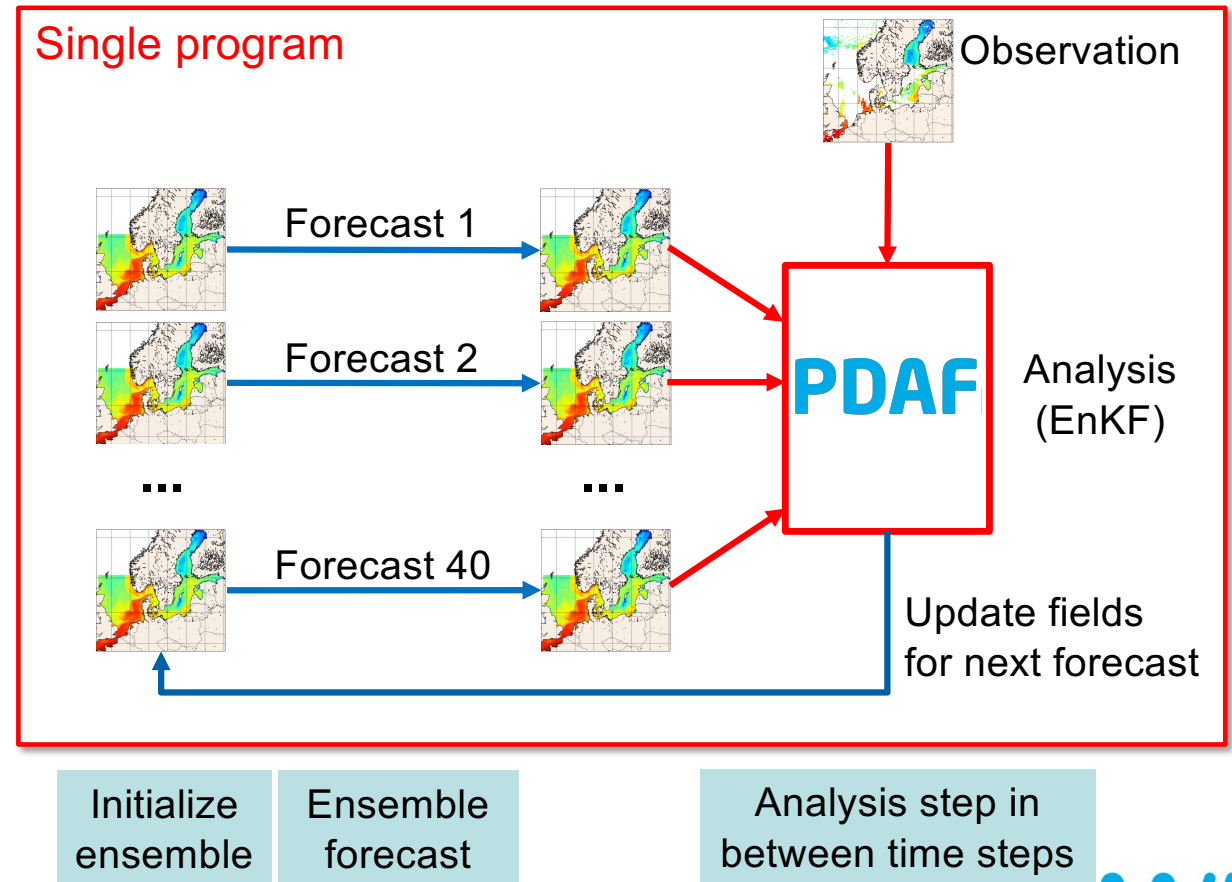 Single program
Observation
Forecast 1
Forecast 2
...
...
Forecast 40
PDAF
Analysis
(EnKF)
Update fields
for next forecast
Initialize
ensemble
Ensemble
forecast
Analysis step in
between time steps